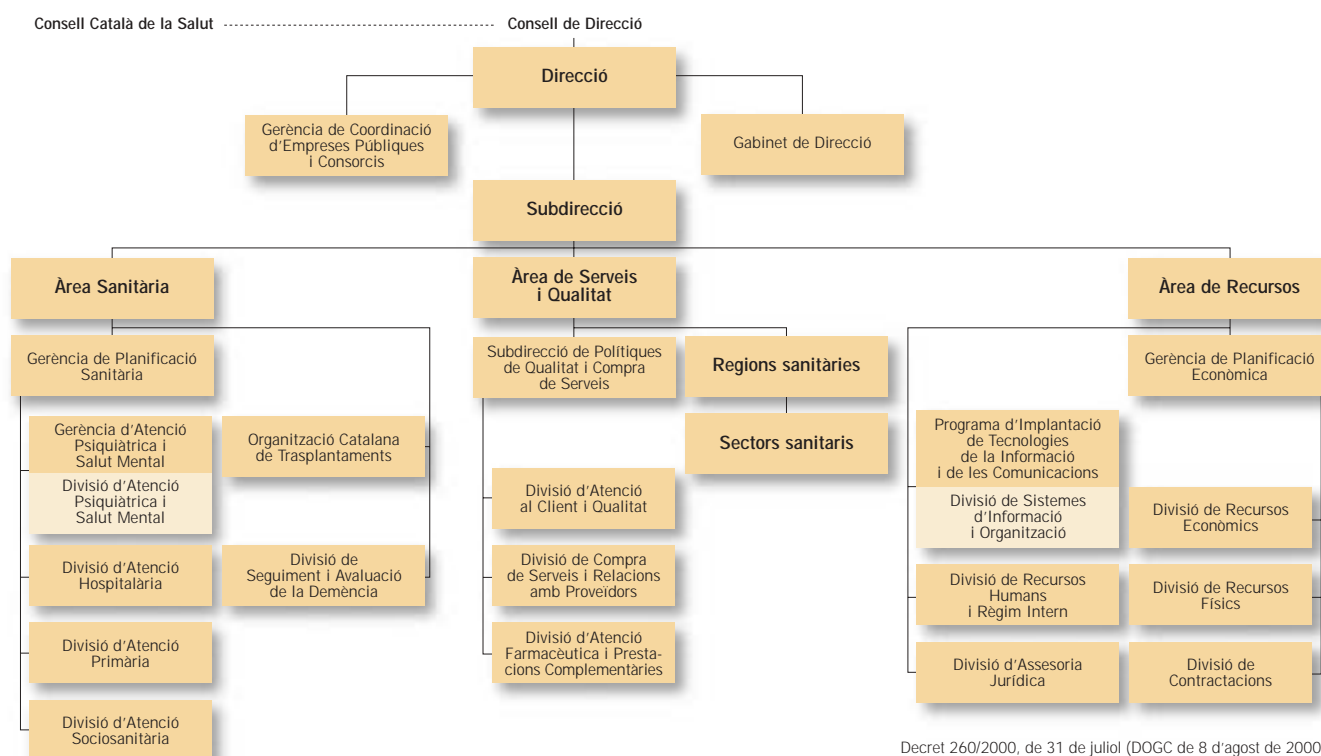 Consell Català de la Salut
Consell de Direcció
Direcció
Gerència de Coordinació
d'Empreses Públiques
i Consorcis
Gabinet de Direcció
Subdirecció
Àrea Sanitària
Àrea de Serveis
i Qualitat
Àrea de Recursos
Gerència de Planificació
Sanitària
Subdirecció de Polítiques
de Qualitat i Compra
de Serveis
Regions sanitàries
Gerència de Planificació
Econòmica
Gerència d'Atenció
Psiquiàtrica i
Salut Mental
División d'Atenció
Psiquiàtrica i
Salut Mental
Organització Catalana
de Trasplantaments
Sectors sanitaris
Programa d'Implantació
de Tecnologies
de la Informació
i de les Comunicacions
Divisió de Sistemes
d'Informació
i Organització
Divisió d'Atenció
al Client i Qualitat
Divisió de Recursos
Econòmics
Divisió d'Atenció
Hospitalària
Divisió de
Seguiment i Avaluació
de la Demència
Divisió de Compra
de Serveis i Relacions
amb Proveïdors
Divisió de Recursos
Humans
i Règim Intern
Divisió de Recursos
Físics
Divisió d'Atenció
Primària
Divisió d'Atenció
Farmacèutica i Presta-
cions Complementàries
Divisió d'Assesoria
Jurídica
Divisió de
Contractacions
Divisió d'Atenció
Sociosanitària
Decret 260/2000, de 31 de juliol (DOGC de 8 d'agost de 2000